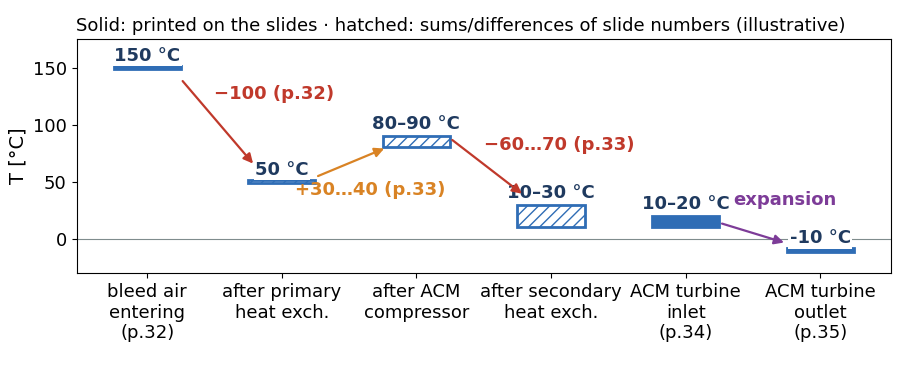 Solid: printed on the slides · hatched: sums/differences of slide numbers (illustrative)
T [°C]
150
100
50
0
150 °C
−100 (p.32)
50 °C
+30…40 (p.33)
80–90 °C
−60…70 (p.33)
10–30 °C
10–20 °C
expansion
-10 °C
bleed air
entering
(p.32)
after primary
heat exch.
after ACM
compressor
after secondary
heat exch.
ACM turbine
inlet
(p.34)
ACM turbine
outlet
(p.35)